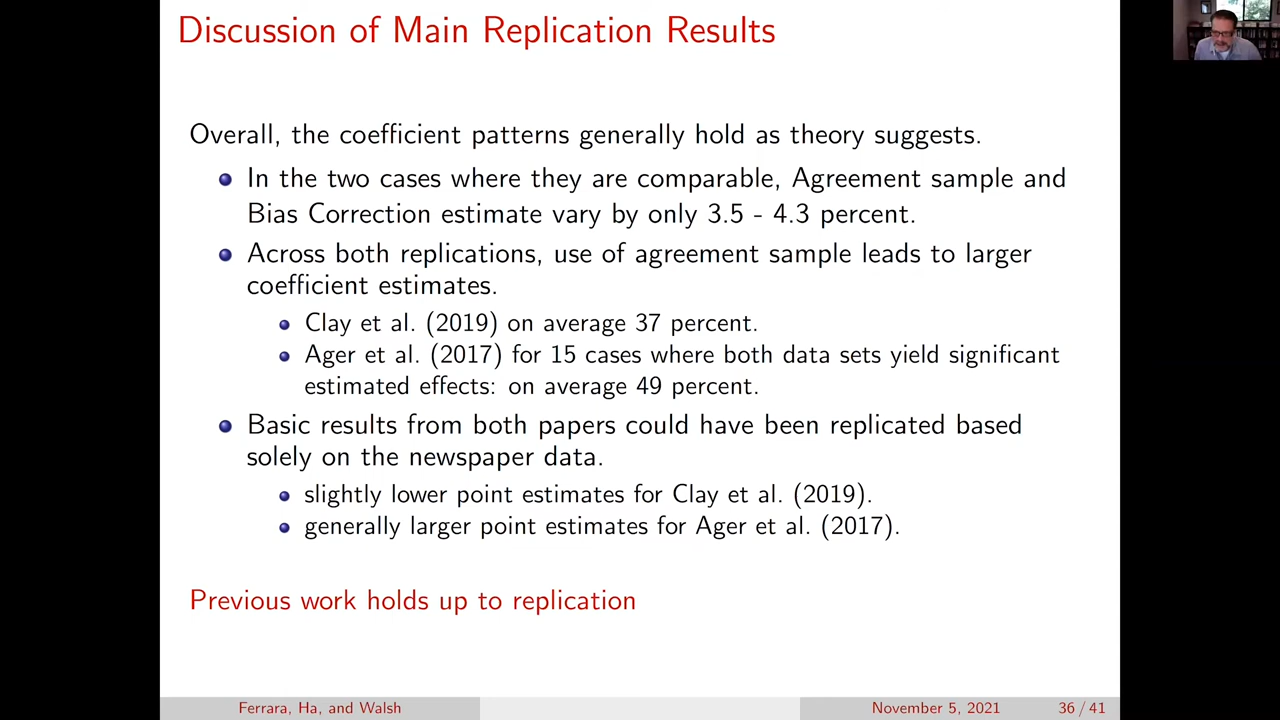 Discussion of Main Replication Results
Overall, the coefficient patterns generally hold as theory suggests.
In the two cases where they are comparable, Agreement sample and
Bias Correction estimate vary by only 3.5 - 4.3 percent.
Across both replications, use of agreement sample leads to larger
coefficient estimates.
Clay et al. (2019) on average 37 percent.
Ager et al. (2017) for 15 cases where both data sets yield significant
estimated effects: on average 49 percent.
Basic results from both papers could have been replicated based
solely on the newspaper data.
slightly lower point estimates for Clay et al. (2019).
generally larger point estimates for Ager et al. (2017).
Previous work holds up to replication
Ferrara, Ha, and Walsh
November 5, 2021
36 / 41